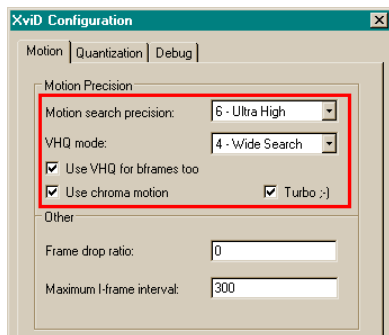 XviD Configuration
Motion Quantization Debug
Motion Precision
Motion search precision: 6 - Ultra High
VHQ mode: 4 - Wide Search
Use VHQ for bframes too
Use chroma motion Turbo ;-)
Other
Frame drop ratio: 0
Maximum I-frame interval: 300